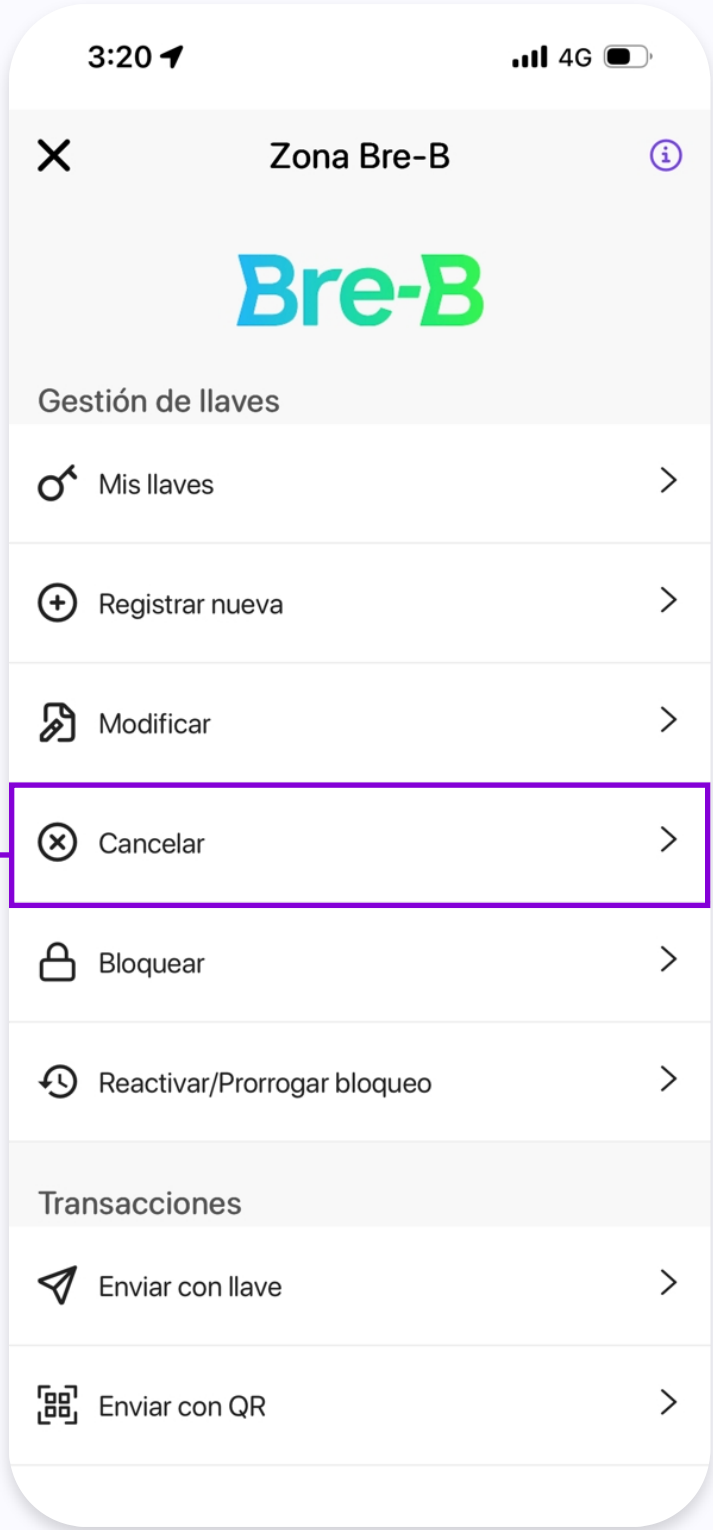 3:20 4G
Zona Bre-B
Bre-B
Gestión de llaves
Mis llaves
Registrar nueva
Modificar
Cancelar
Bloquear
Reactivar/Prorrogar bloqueo
Transacciones
Enviar con llave
Enviar con QR